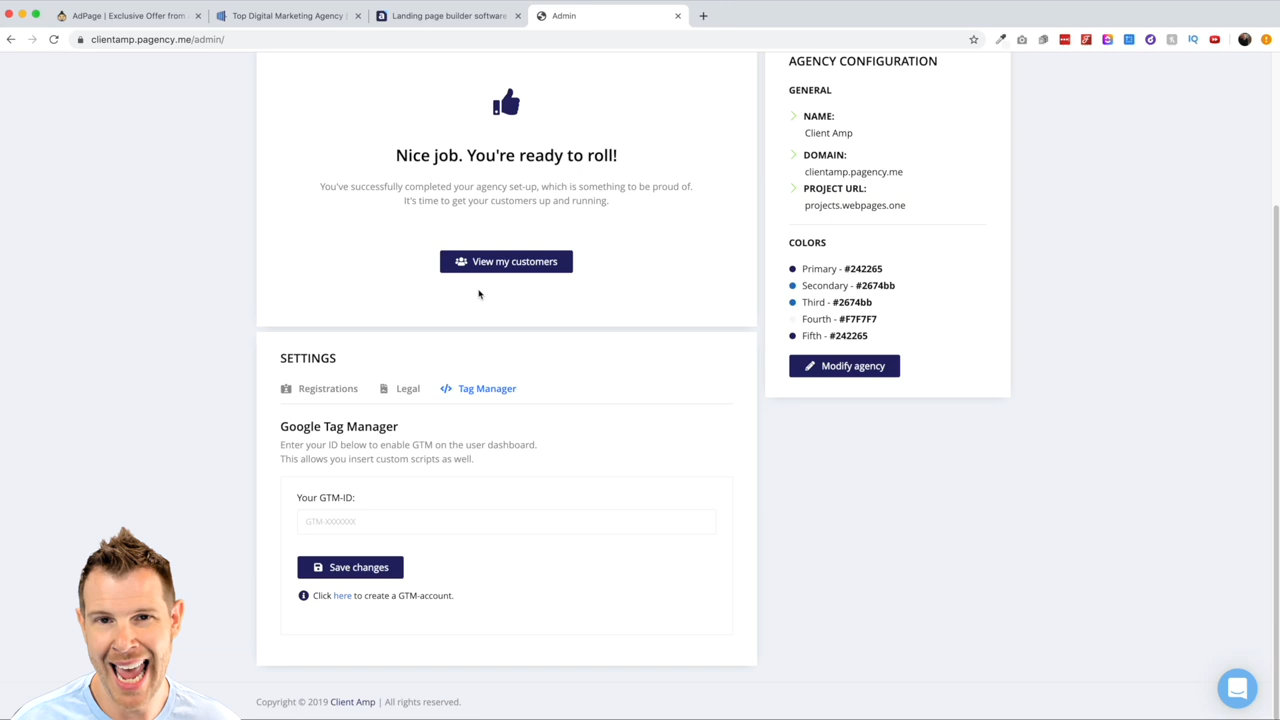 AdPage | Exclusive Offer from
Top Digital Marketing Agency |
Landing page builder software
Admin
clientamp.pagency.me/admin/
IQ
Nice job. You're ready to roll!
You've successfully completed your agency set-up, which is something to be proud of.
It's time to get your customers up and running.
View my customers
SETTINGS
Registrations
Legal
Tag Manager
Google Tag Manager
Enter your ID below to enable GTM on the user dashboard.
This allows you insert custom scripts as well.
Your GTM-ID:
GTM-XXXXXXX
Save changes
Click here to create a GTM-account.
AGENCY CONFIGURATION
GENERAL
NAME:
Client Amp
DOMAIN:
clientamp.pagency.me
PROJECT URL:
projects.webpages.one
COLORS
Primary - #242265
Secondary - #2674bb
Third - #2674bb
Fourth - #F7F7F7
Fifth - #242265
Modify agency
Copyright © 2019 Client Amp | All rights reserved.